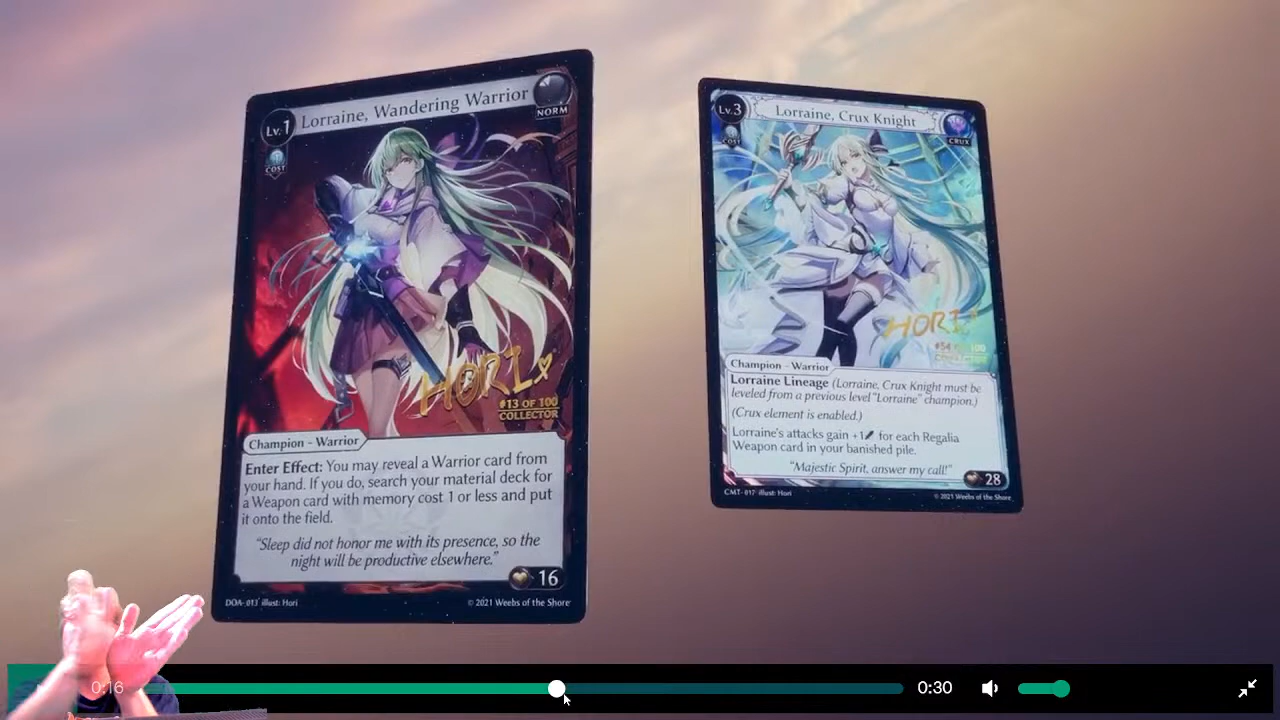 Lv.1
Lorraine, Wandering Warrior
NORM
COST
HORI
#13 OF 100
COLLECTOR
Champion - Warrior
Enter Effect: You may reveal a Warrior card from
your hand. If you do, search your material deck for
a Weapon card with memory cost 1 or less and put
it onto the field.
"Sleep did not honor me with its presence, so the
night will be productive elsewhere."
16
DOA- 013 illust: Hori
© 2021 Weebs of the Shore
Lv.3
Lorraine, Crux Knight
CRUX
COST
HORI
#54 OF 100
COLLECTOR
Champion - Warrior
Lorraine Lineage (Lorraine, Crux Knight must be
leveled from a previous level "Lorraine" champion.)
(Crux element is enabled.)
Lorraine's attacks gain +1 for each Regalia
Weapon card in your banished pile.
"Majestic Spirit, answer my call!"
28
CMT- 017 illust: Hori
© 2021 Weebs of the Shore
0:16
0:30